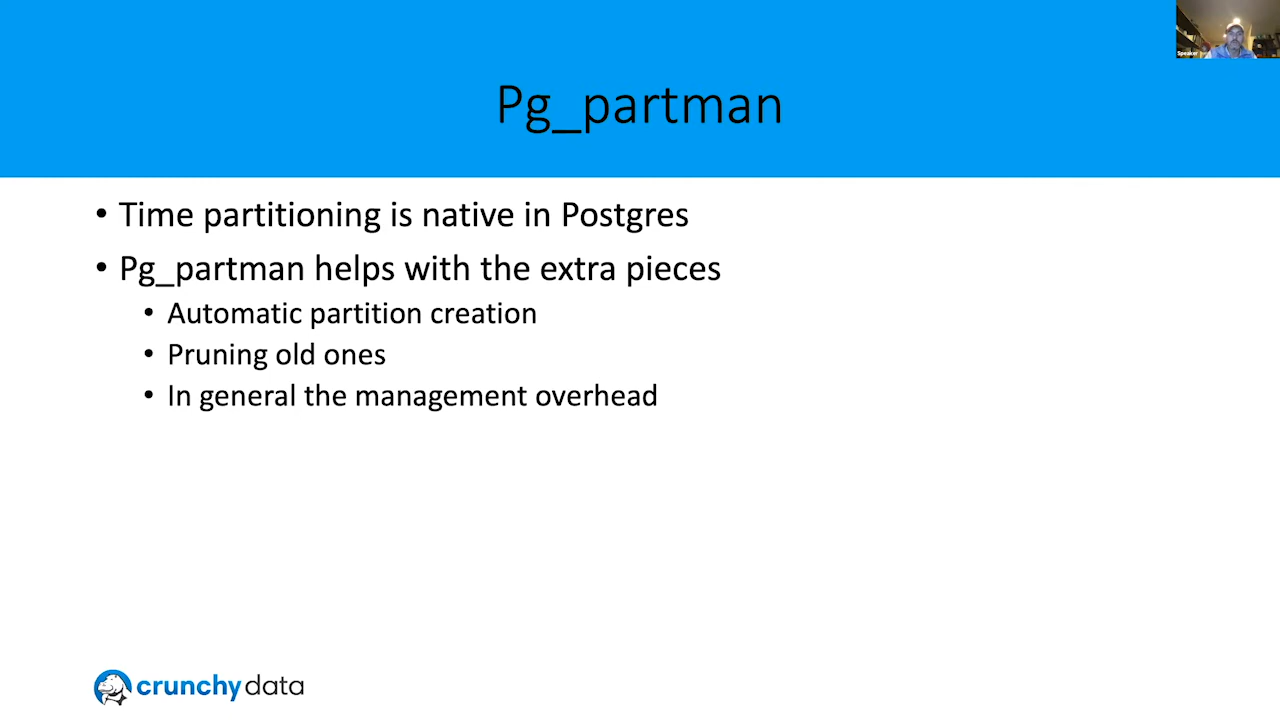 Speaker
Pg_partman
• Time partitioning is native in Postgres
• Pg_partman helps with the extra pieces
• Automatic partition creation
• Pruning old ones
• In general the management overhead
crunchy data